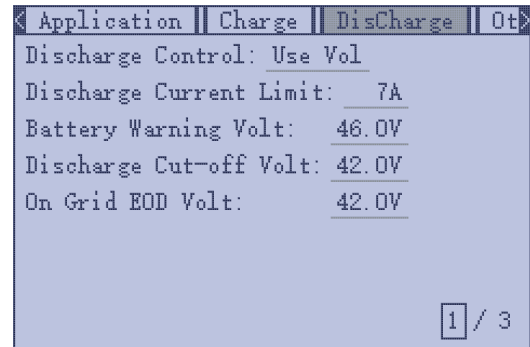 Application Charge DisCharge Ot
Discharge Control: Use Vol
Discharge Current Limit: 7A
Battery Warning Volt: 46.0V
Discharge Cut-off Volt: 42.0V
On Grid EOD Volt: 42.0V
1 / 3